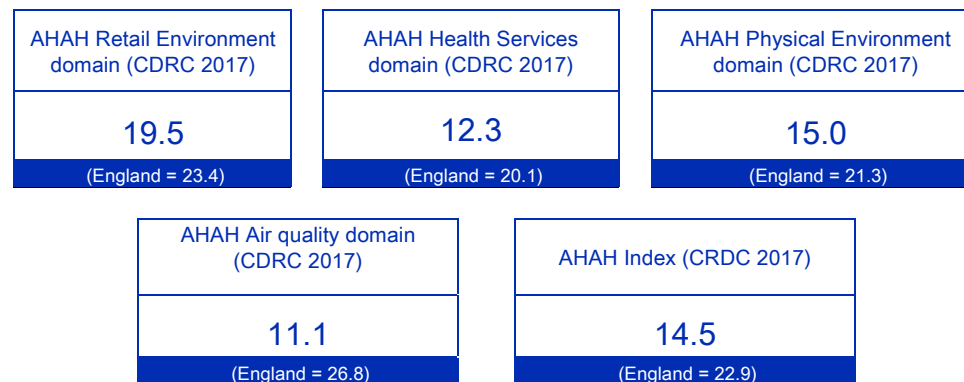 AHAH Retail Environment
domain (CDRC 2017)
19.5
(England = 23.4)
AHAH Health Services
domain (CDRC 2017)
12.3
(England = 20.1)
AHAH Physical Environment
domain (CDRC 2017)
15.0
(England = 21.3)
AHAH Air quality domain
(CDRC 2017)
11.1
(England = 26.8)
AHAH Index (CRDC 2017)
14.5
(England = 22.9)